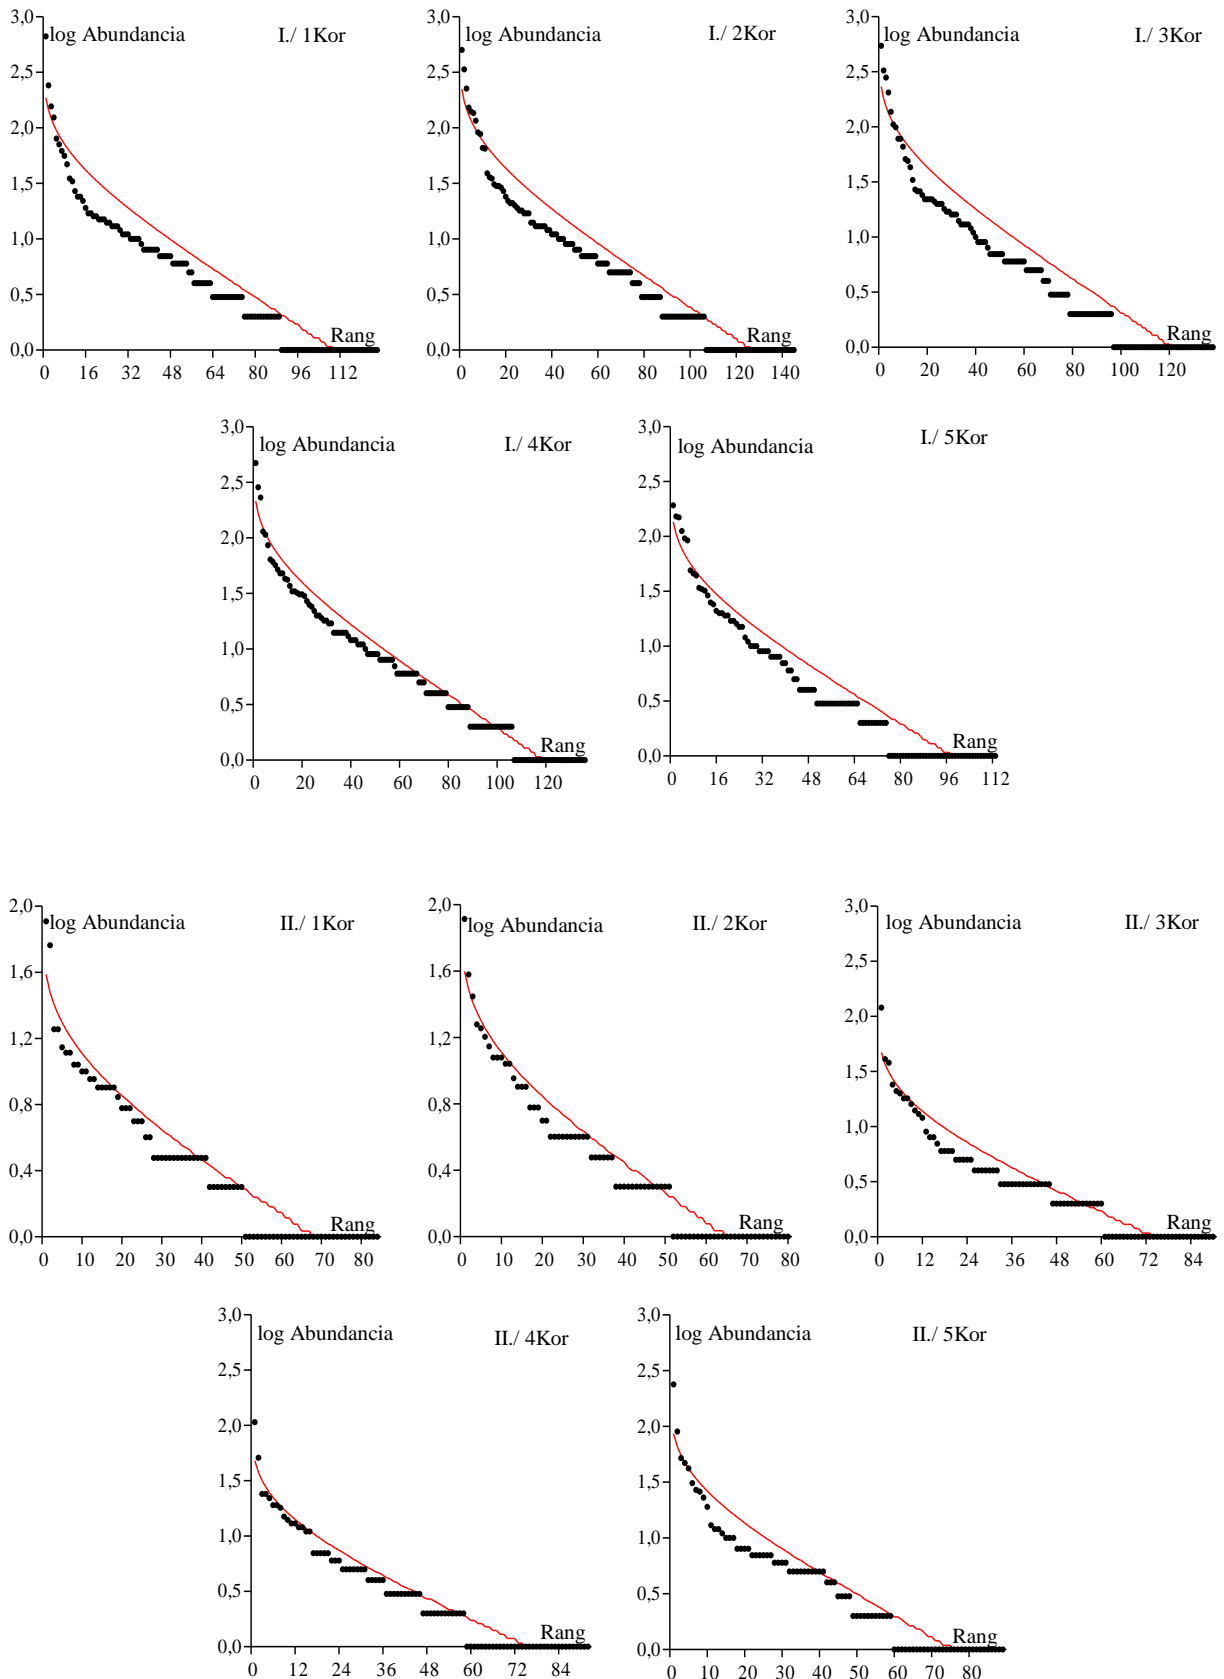 log Abundancia I./ 1Kor
3,0
2,5
2,0
1,5
1,0
0,5
0,0
Rang
0 16 32 48 64 80 96 112
log Abundancia I./ 2Kor
3,0
2,5
2,0
1,5
1,0
0,5
0,0
Rang
0 20 40 60 80 100 120 140
log Abundancia I./ 3Kor
3,0
2,5
2,0
1,5
1,0
0,5
0,0
Rang
0 20 40 60 80 100 120
log Abundancia I./ 4Kor
3,0
2,5
2,0
1,5
1,0
0,5
0,0
Rang
0 20 40 60 80 100 120
log Abundancia I./ 5Kor
3,0
2,5
2,0
1,5
1,0
0,5
0,0
Rang
0 16 32 48 64 80 96 112
log Abundancia II./ 1Kor
2,0
1,6
1,2
0,8
0,4
0,0
Rang
0 10 20 30 40 50 60 70 80
log Abundancia II./ 2Kor
2,0
1,6
1,2
0,8
0,4
0,0
Rang
0 10 20 30 40 50 60 70 80
log Abundancia II./ 3Kor
3,0
2,5
2,0
1,5
1,0
0,5
0,0
Rang
0 12 24 36 48 60 72 84
log Abundancia II./ 4Kor
3,0
2,5
2,0
1,5
1,0
0,5
0,0
Rang
0 12 24 36 48 60 72 84
log Abundancia II./ 5Kor
3,0
2,5
2,0
1,5
1,0
0,5
0,0
Rang
0 10 20 30 40 50 60 70 80